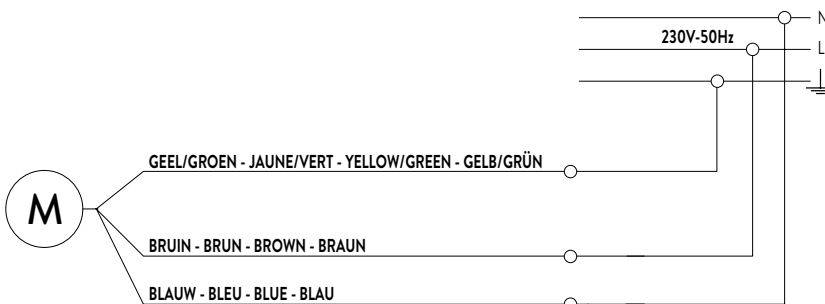 N
230V-50Hz
L
GEEL/GROEN - JAUNE/VERT - YELLOW/GREEN - GELB/GRÜN
M
BRUIN - BRUN - BROWN - BRAUN
BLAUW - BLEU - BLUE - BLAU